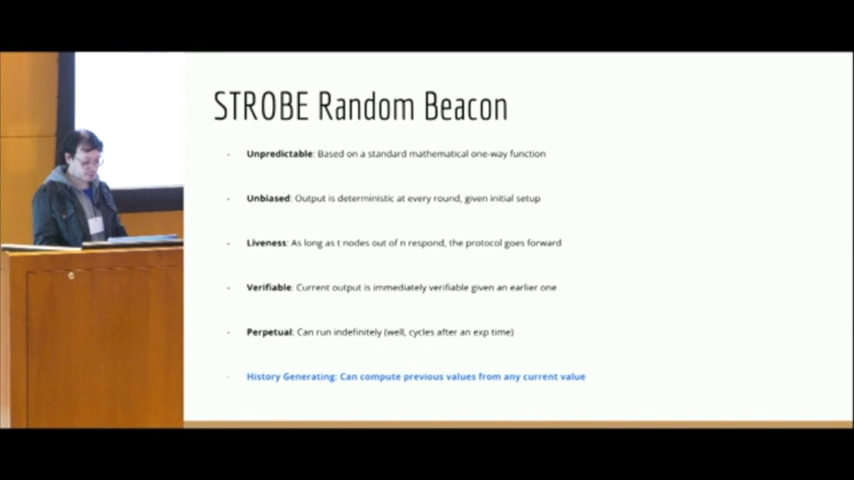 STROBE Random Beacon
- Unpredictable: Based on a standard mathematical one-way function
- Unbiased: Output is deterministic at every round, given initial setup
- Liveness: As long as t nodes out of n respond, the protocol goes forward
- Verifiable: Current output is immediately verifiable given an earlier one
- Perpetual: Can run indefinitely (well, cycles after an exp time)
- History Generating: Can compute previous values from any current value